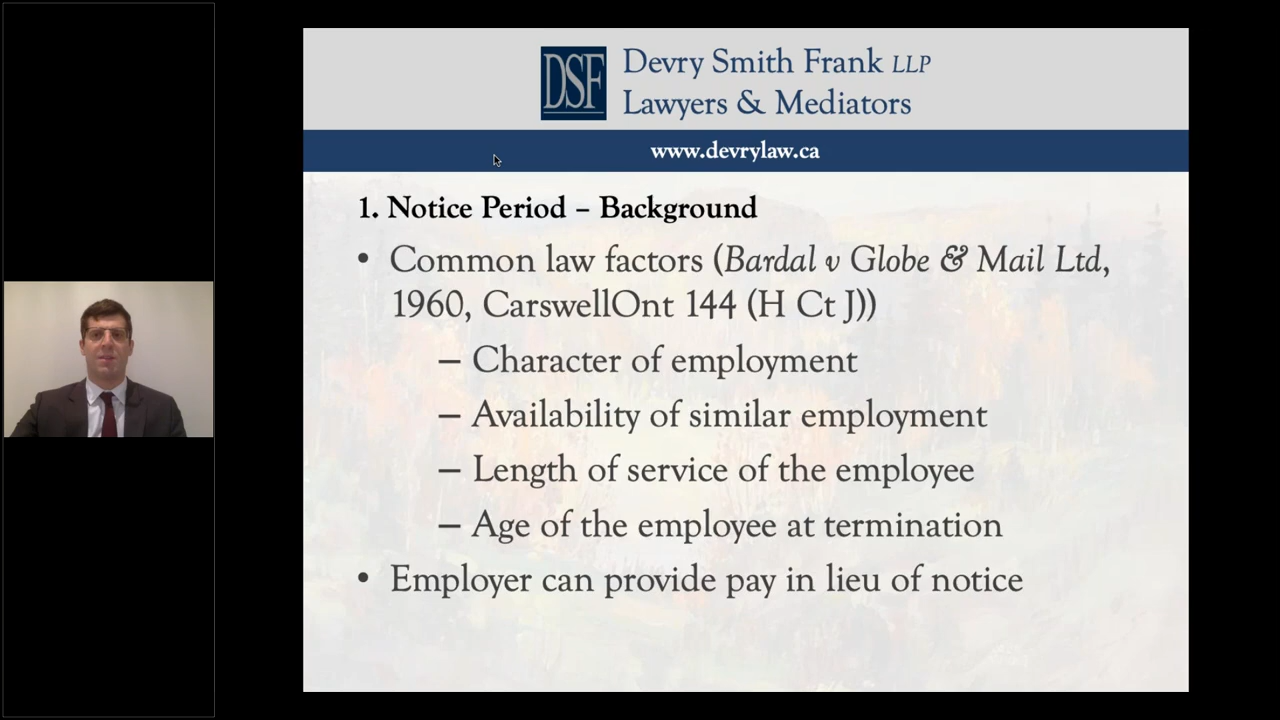 DSF
Devry Smith Frank LLP
Lawyers & Mediators
www.devrylaw.ca
1. Notice Period – Background
• Common law factors (Bardal v Globe & Mail Ltd,
1960, CarswellOnt 144 (H Ct J))
– Character of employment
– Availability of similar employment
– Length of service of the employee
– Age of the employee at termination
• Employer can provide pay in lieu of notice